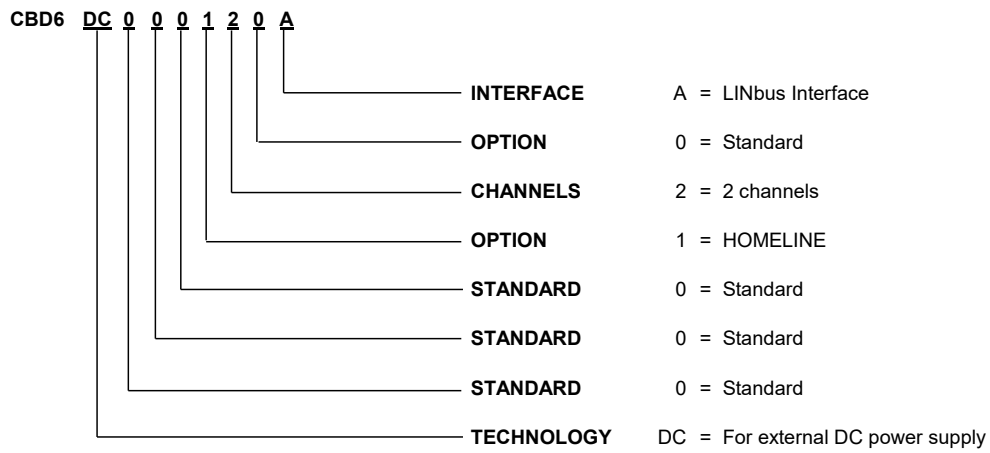 CBD6 DC 0 0 0 1 2 0 A
INTERFACE A = LINbus Interface
OPTION 0 = Standard
CHANNELS 2 = 2 channels
OPTION 1 = HOMELINE
STANDARD 0 = Standard
STANDARD 0 = Standard
STANDARD 0 = Standard
TECHNOLOGY DC = For external DC power supply